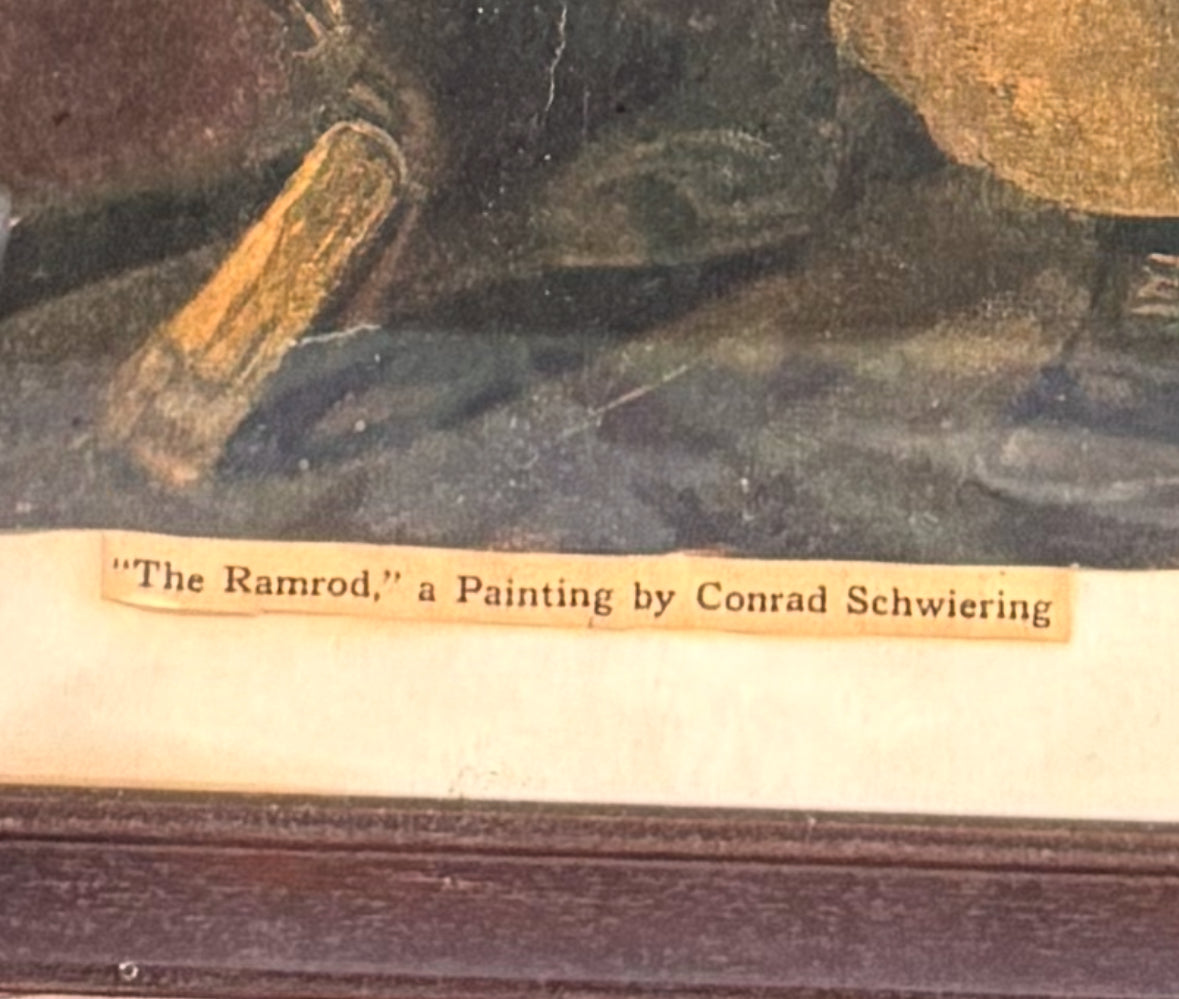 “The Ramrod,” a Painting by Conrad Schwiering